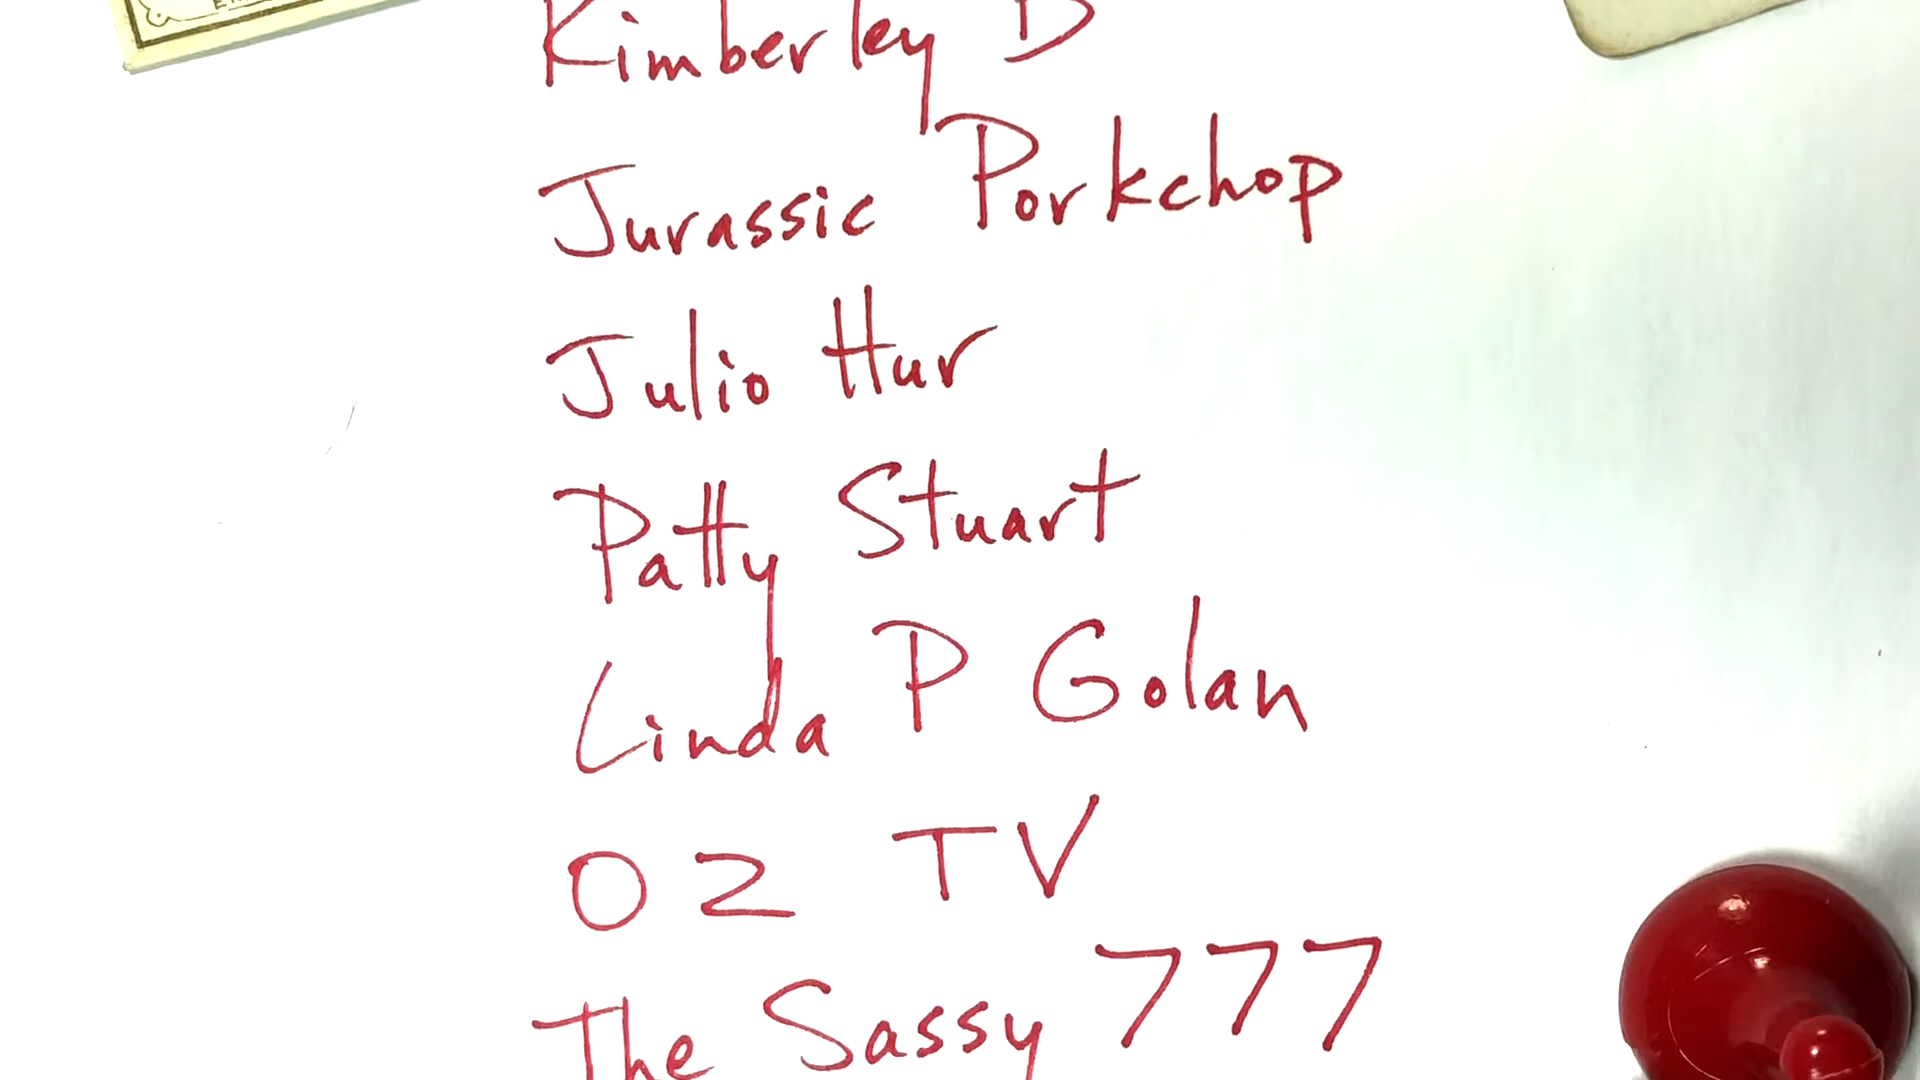 Kimberley D
Jurassic Porkchop
Julio Hur
Patty Stuart
Linda P Golan
OZ TV
The Sassy 777